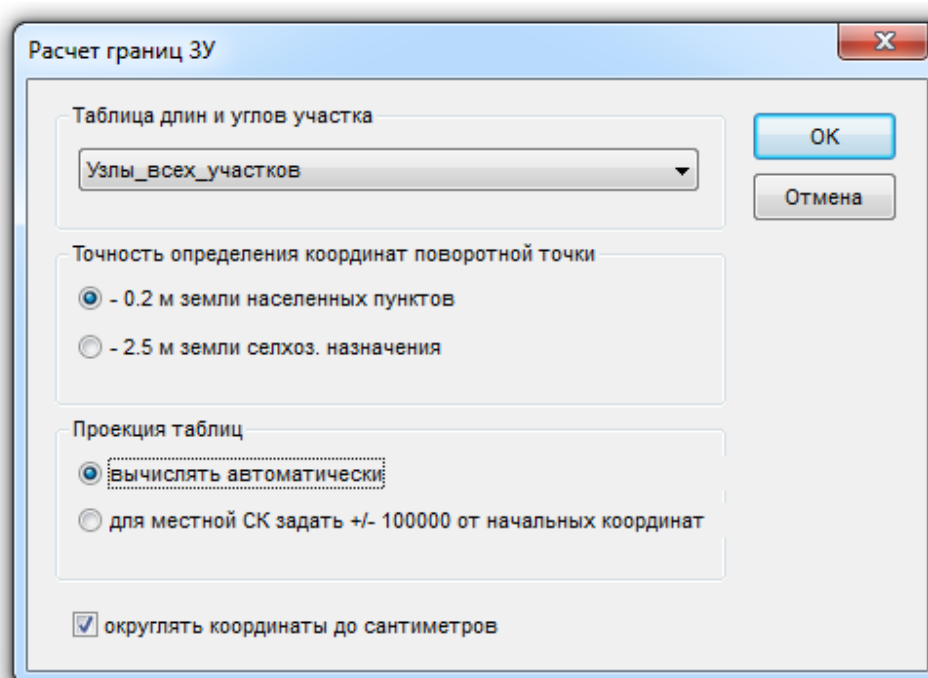 Расчет границ ЗУ
Таблица длин и углов участка
Узлы_всех_участков
OK
Отмена
Точность определения координат поворотной точки
- 0.2 м земли населенных пунктов
- 2.5 м земли селхоз. назначения
Проекция таблиц
вычислять автоматически
для местной СК задать +/- 100000 от начальных координат
округлять координаты до сантиметров